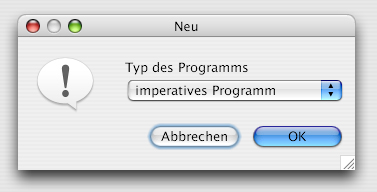 Neu
Typ des Programms
imperatives Programm
Abbrechen
OK